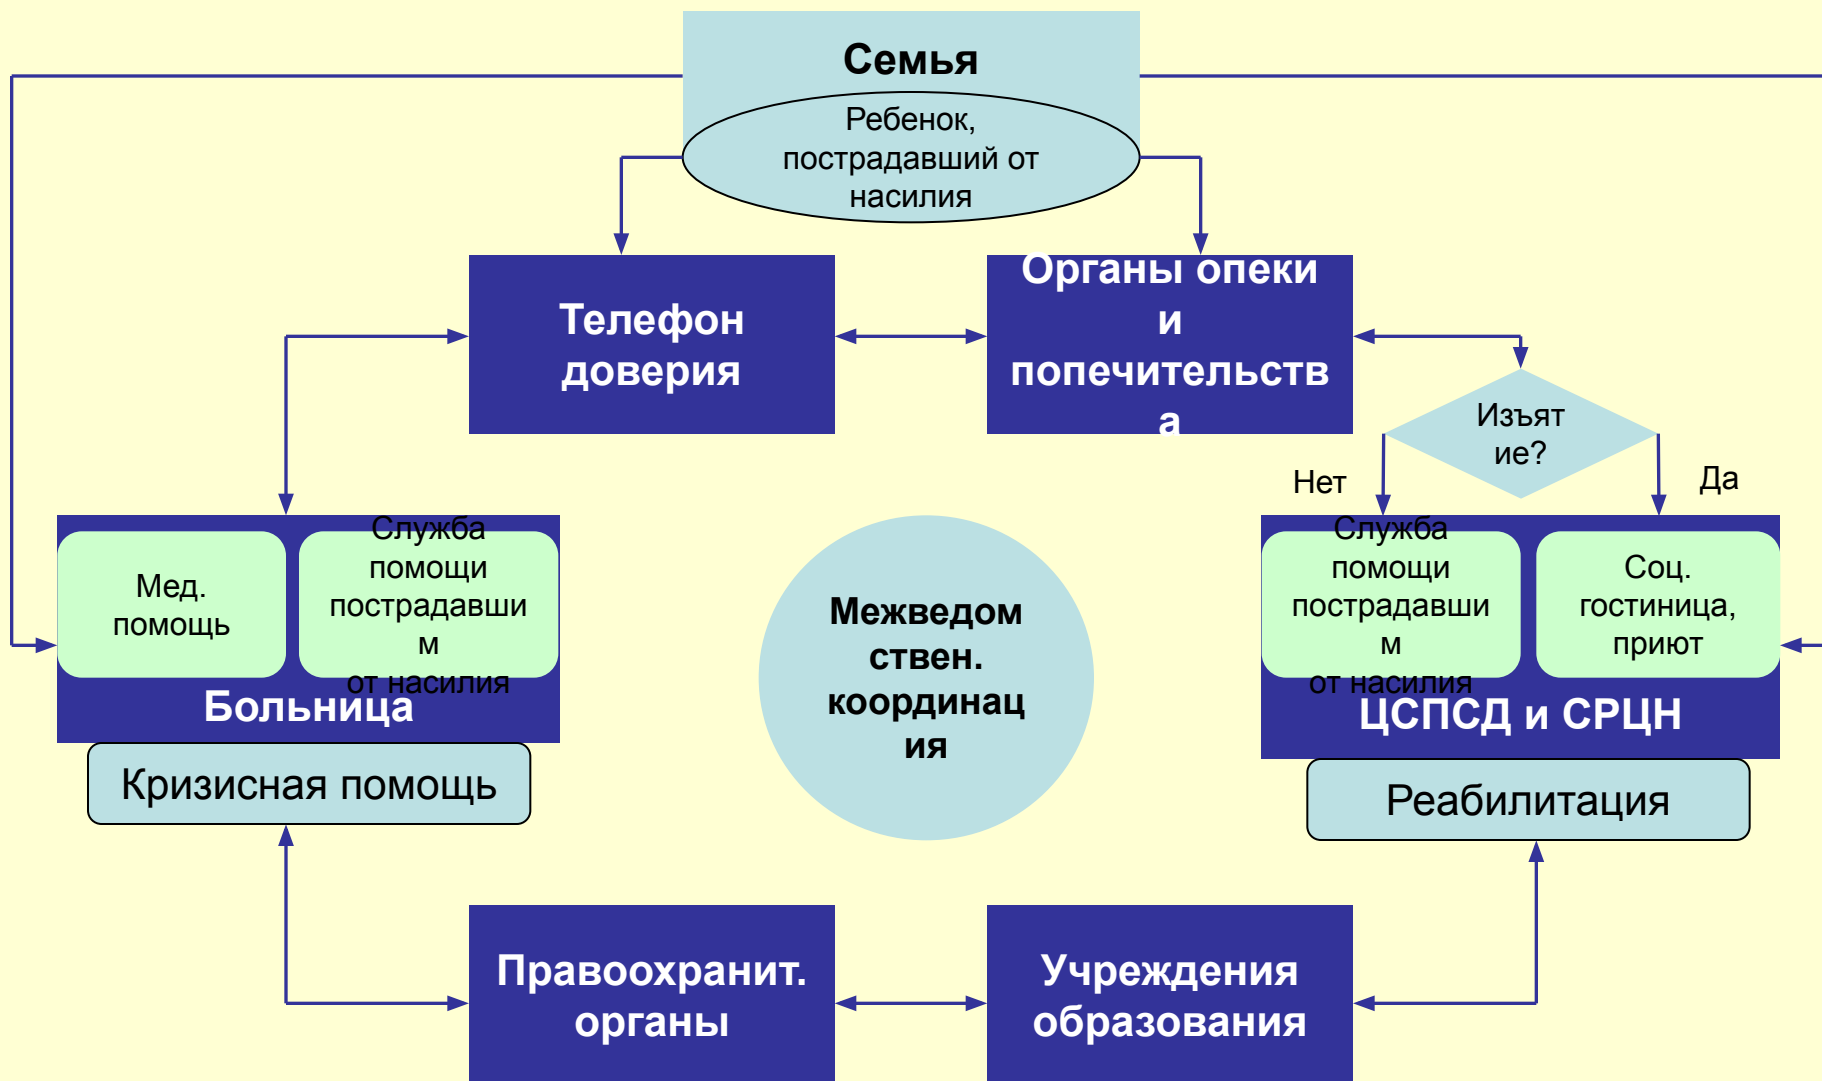 Семья
Ребенок,
пострадавший от
насилия
Телефон
доверия
Органы опеки
и
попечительств
а
Изъят
ие?
Нет
Да
Мед.
помощь
Служба
помощи
пострадавши
м
от насилия
Больница
Кризисная помощь
Межведом
ствен.
координац
ия
Служба
помощи
пострадавши
м
от насилия
Соц.
гостиница,
приют
ЦСПСД и СРЦН
Реабилитация
Правоохранит.
органы
Учреждения
образования